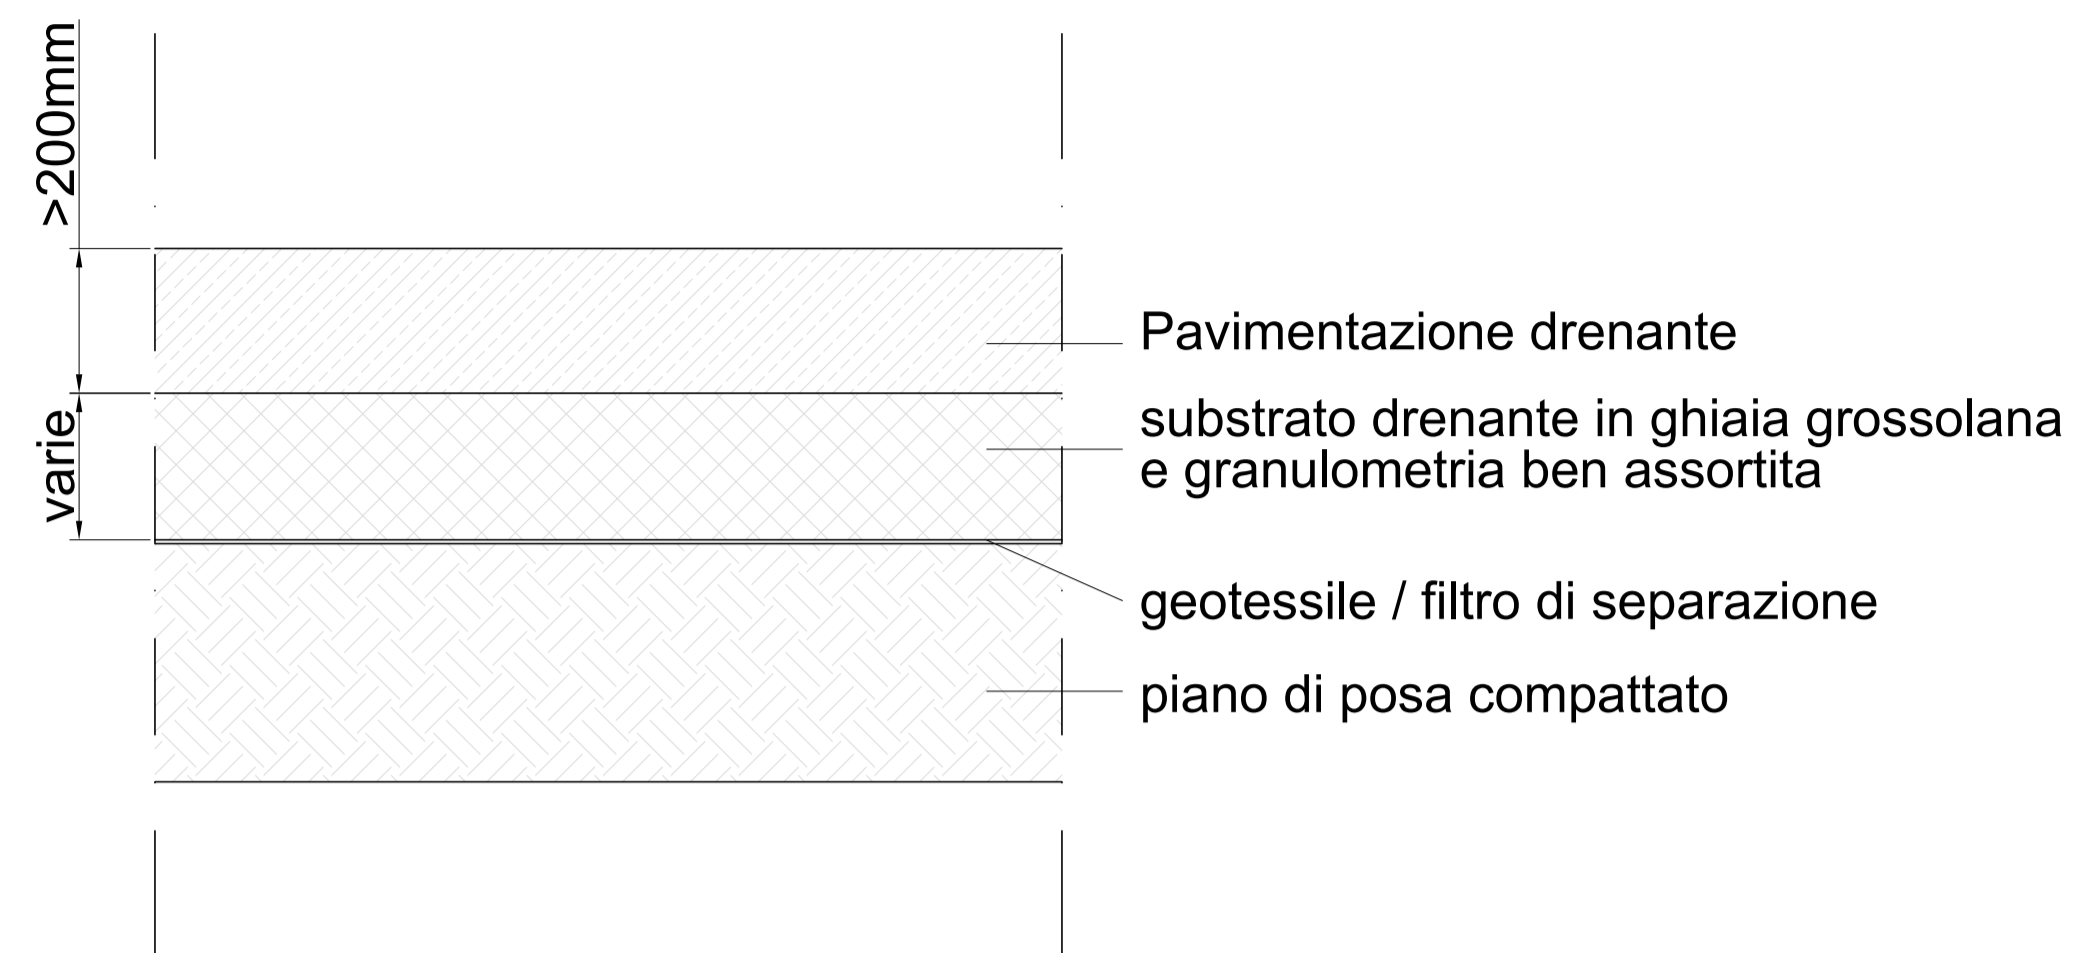 >200mm
varie
Pavimentazione drenante
substrato drenante in ghiaia grossolana
e granulometria ben assortita
geotessile / filtro di separazione
piano di posa compattato